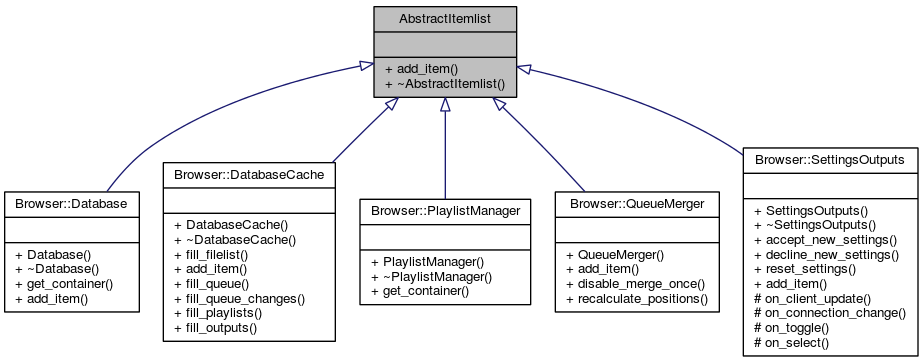 AbstractItemlist
+ add_item()
+ ~AbstractItemlist()
Browser::Database
+ Database()
+ ~Database()
+ get_container()
+ add_item()
Browser::DatabaseCache
+ DatabaseCache()
+ ~DatabaseCache()
+ fill_filelist()
+ add_item()
+ fill_queue()
+ fill_queue_changes()
+ fill_playlists()
+ fill_outputs()
Browser::PlaylistManager
+ PlaylistManager()
+ ~PlaylistManager()
+ get_container()
Browser::QueueMerger
+ QueueMerger()
+ add_item()
+ disable_merge_once()
+ recalculate_positions()
Browser::SettingsOutputs
+ SettingsOutputs()
+ ~SettingsOutputs()
+ accept_new_settings()
+ decline_new_settings()
+ reset_settings()
+ add_item()
# on_client_update()
# on_connection_change()
# on_toggle()
# on_select()